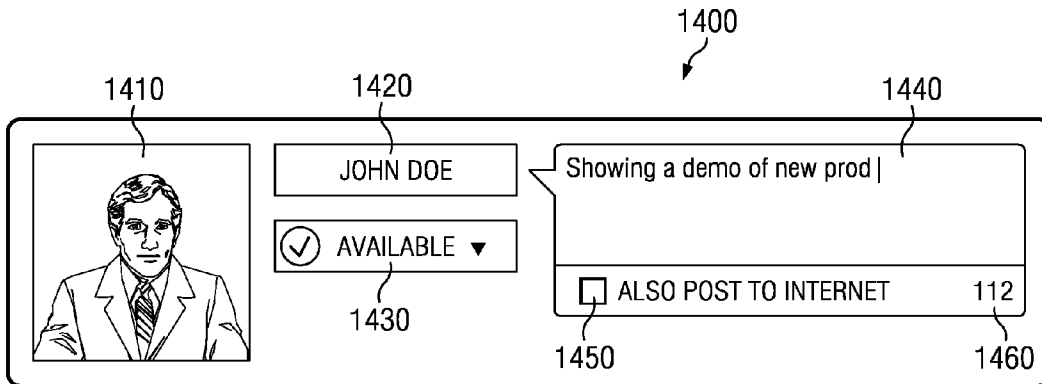 1400
1410
1420
1440
JOHN DOE
Showing a demo of new prod
AVAILABLE
ALSO POST TO INTERNET 112
1430
1450
1460